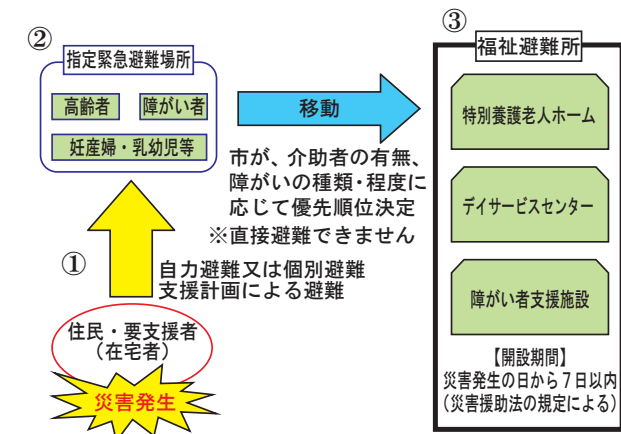 ②
指定緊急避難場所
高齢者
障がい者
妊産婦・乳幼児等
移動
市が、介助者の有無、
障がいの種類・程度に
応じて優先順位決定
※直接避難できません
①
自力避難又は個別避難
支援計画による避難
住民・要支援者
（在宅者）
災害発生
③
福祉避難所
特別養護老人ホーム
デイサービスセンター
障がい者支援施設
【開設期間】
災害発生の日から７日以内
（災害援助法の規定による）